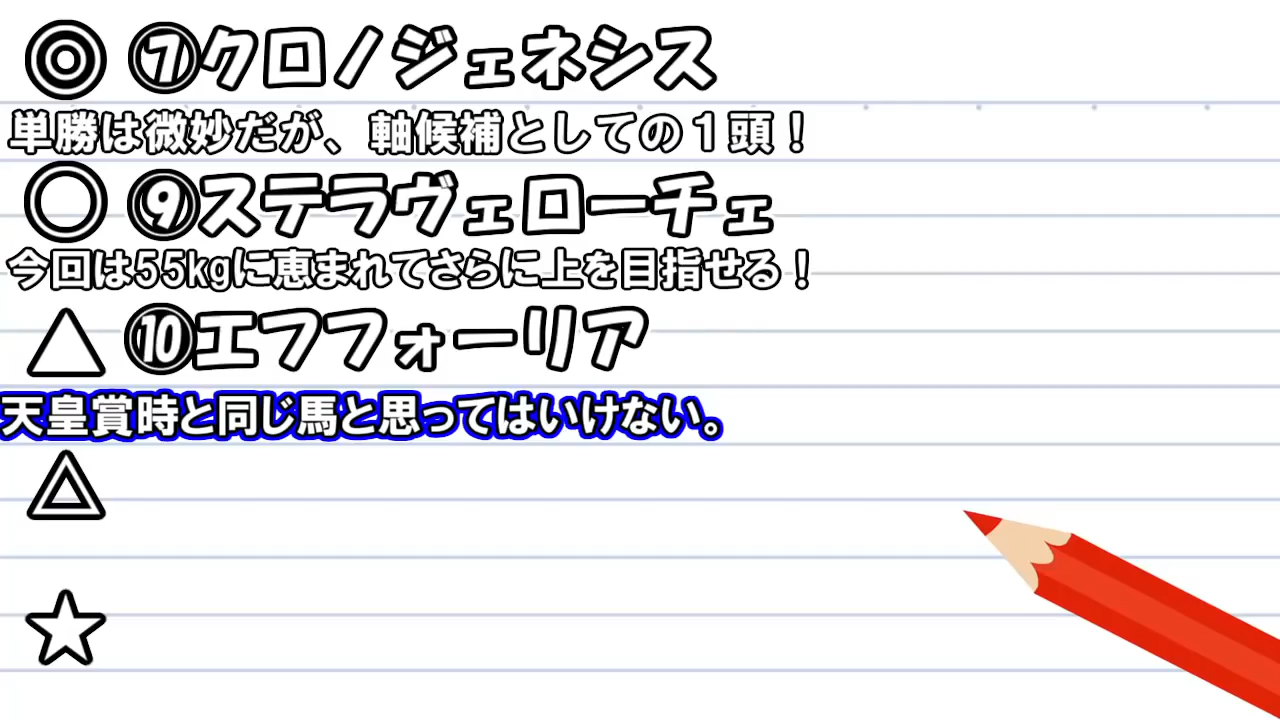 ◎ ⑦クロノジェネシス
単勝は微妙だが、軸候補としての１頭！
○ ⑨ステラヴェローチェ
今回は55kgに恵まれてさらに上を目指せる！
△ ⑩エフフォーリア
天皇賞時と同じ馬と思ってはいけない。